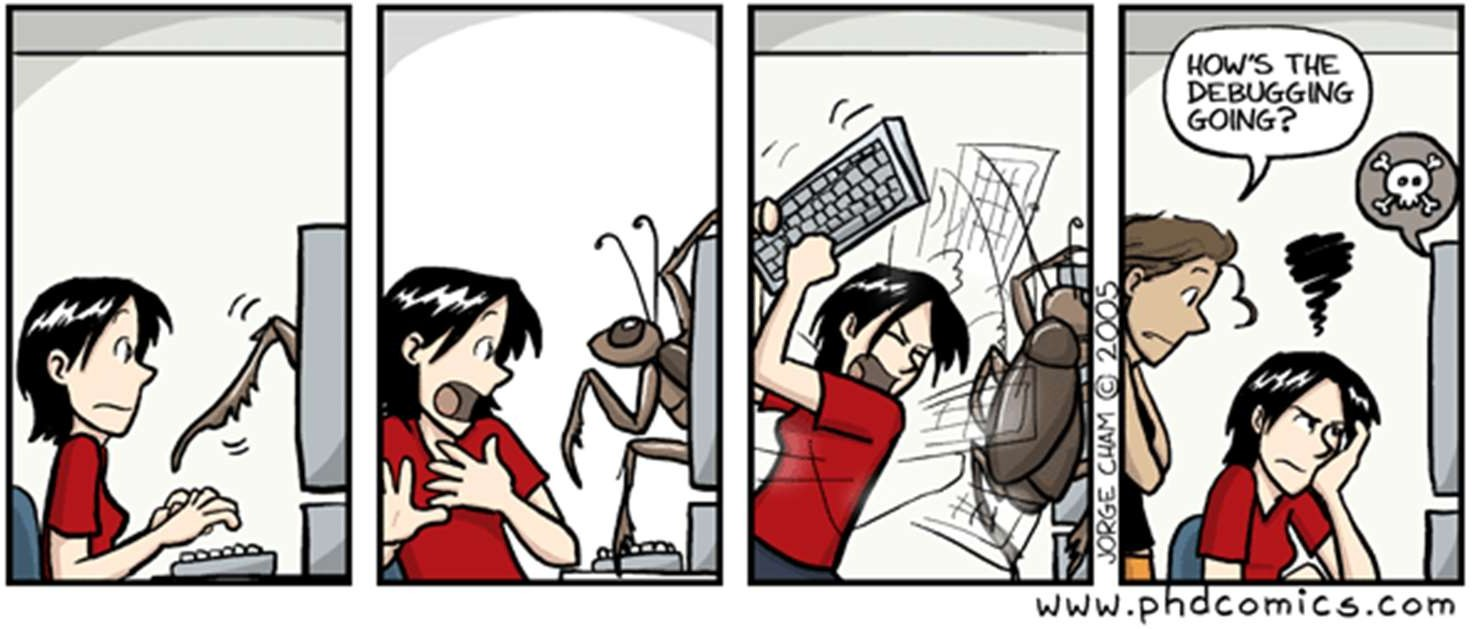 HOW'S THE
DEBUGGING
GOING?
JORGE CHAM © 2005
www.phdcomics.com